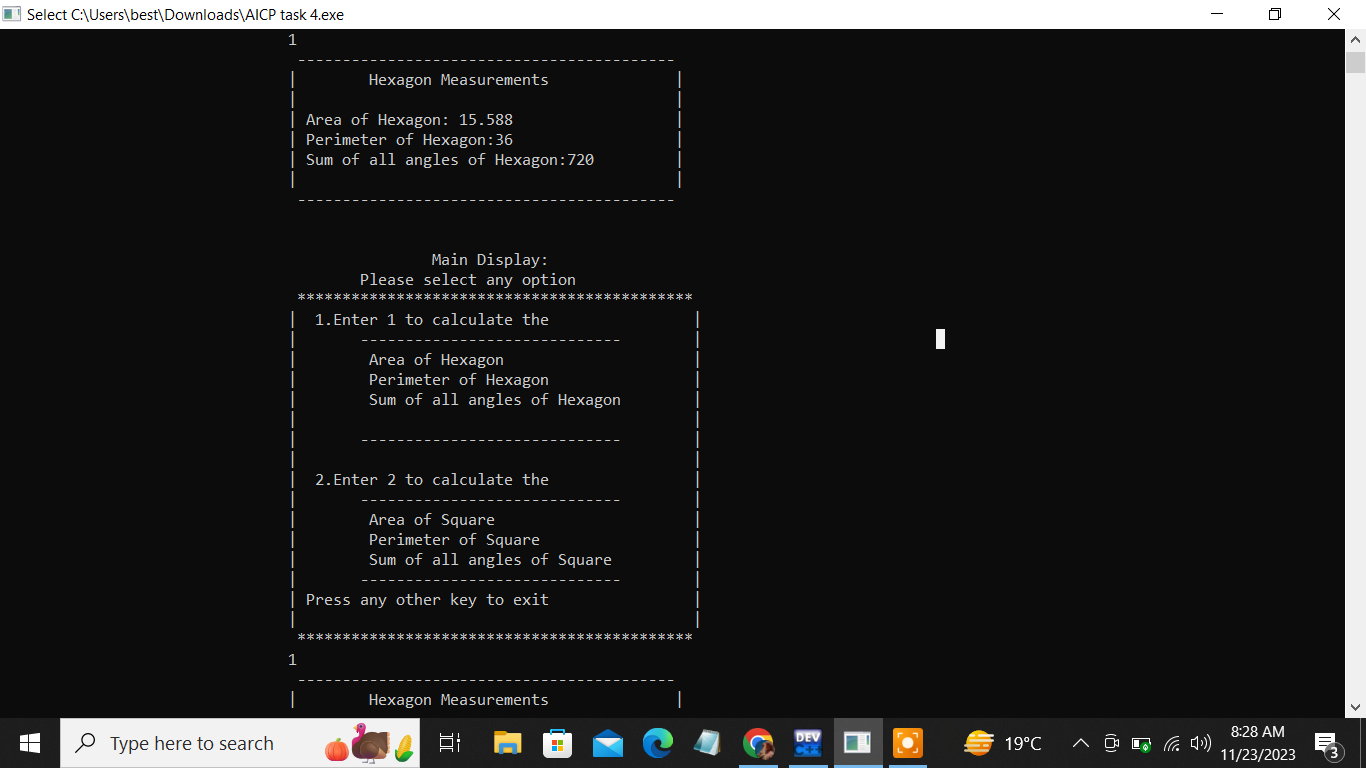 Select C:\Users\best\Downloads\AICP task 4.exe
1
------------------------------------------
| Hexagon Measurements |
| |
| Area of Hexagon: 15.588 |
| Perimeter of Hexagon:36 |
| Sum of all angles of Hexagon:720 |
| |
------------------------------------------
Main Display:
Please select any option
********************************************
| 1.Enter 1 to calculate the |
| ----------------------------- |
| Area of Hexagon |
| Perimeter of Hexagon |
| Sum of all angles of Hexagon |
| |
| ----------------------------- |
| |
| 2.Enter 2 to calculate the |
| ----------------------------- |
| Area of Square |
| Perimeter of Square |
| Sum of all angles of Square |
| ----------------------------- |
| Press any other key to exit |
| |
********************************************
1
------------------------------------------
| Hexagon Measurements |
Type here to search
DEV
19°C
8:28 AM
11/23/2023
3